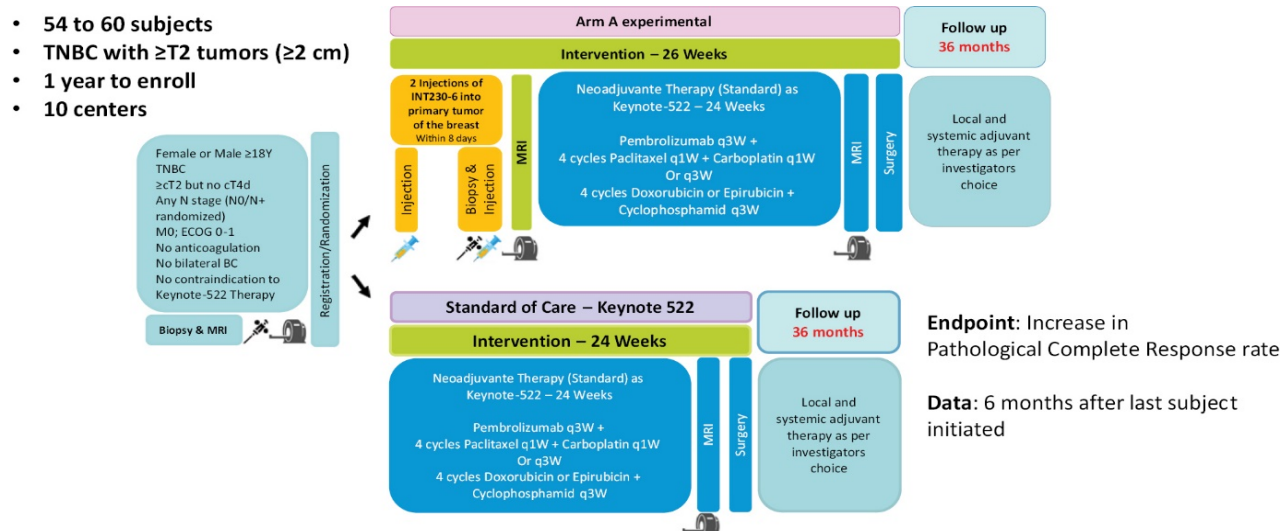 • 54 to 60 subjects
• TNBC with ≥T2 tumors (≥2 cm)
• 1 year to enroll
• 10 centers
Female or Male ≥18Y
TNBC
≥cT2 but no cT4d
Any N stage (N0/N+
randomized)
M0; ECOG 0-1
No anticoagulation
No bilateral BC
No contraindication to
Keynote-522 Therapy
Biopsy & MRI
Registration/Randomization
Arm A experimental
Intervention – 26 Weeks
Follow up
36 months
2 Injections of
INT230-6 into
primary tumor
of the breast
Within 8 days
Injection
Biopsy &
Injection
MRI
Neoadjuvante Therapy (Standard) as
Keynote-522 – 24 Weeks
Pembrolizumab q3W +
4 cycles Paclitaxel q1W + Carboplatin q1W
Or q3W
4 cycles Doxorubicin or Epirubicin +
Cyclophosphamid q3W
MRI
Surgery
Local and
systemic adjuvant
therapy as per
investigators
choice
Standard of Care – Keynote 522
Intervention – 24 Weeks
Follow up
36 months
Neoadjuvante Therapy (Standard) as
Keynote-522 – 24 Weeks
Pembrolizumab q3W +
4 cycles Paclitaxel q1W + Carboplatin q1W
Or q3W
4 cycles Doxorubicin or Epirubicin +
Cyclophosphamid q3W
MRI
Surgery
Local and
systemic adjuvant
therapy as per
investigators
choice
Endpoint: Increase in
Pathological Complete Response rate
Data: 6 months after last subject
initiated